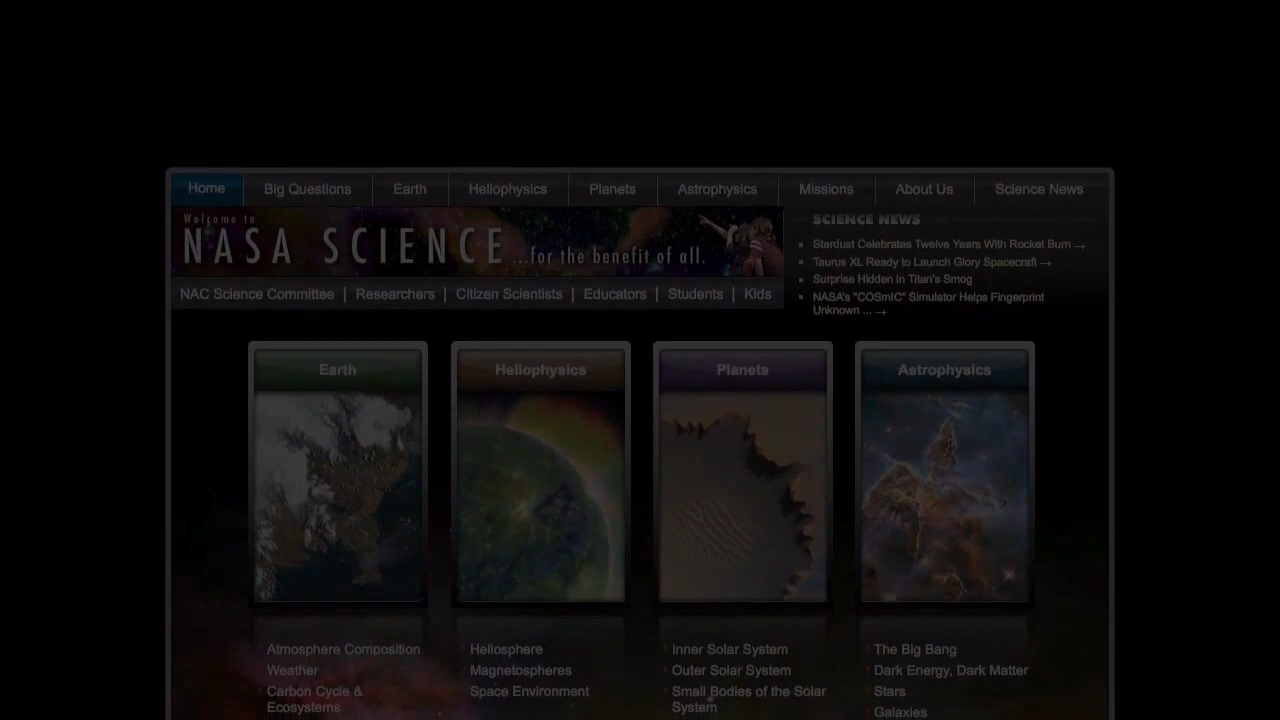 Home Big Questions Earth Heliophysics Planets Astrophysics Missions About Us Science News
Welcome to
NASA SCIENCE ...for the benefit of all.
NAC Science Committee | Researchers | Citizen Scientists | Educators | Students | Kids
SCIENCE NEWS
Stardust Celebrates Twelve Years With Rocket Burn →
Taurus XL Ready to Launch Glory Spacecraft →
Surprise Hidden in Titan's Smog
NASA's "COSmIC" Simulator Helps Fingerprint
Unknown ... →
Earth
Heliophysics
Planets
Astrophysics
Atmosphere Composition
Weather
Carbon Cycle &
Ecosystems
Heliosphere
Magnetospheres
Space Environment
Inner Solar System
Outer Solar System
Small Bodies of the Solar
System
The Big Bang
Dark Energy, Dark Matter
Stars
Galaxies